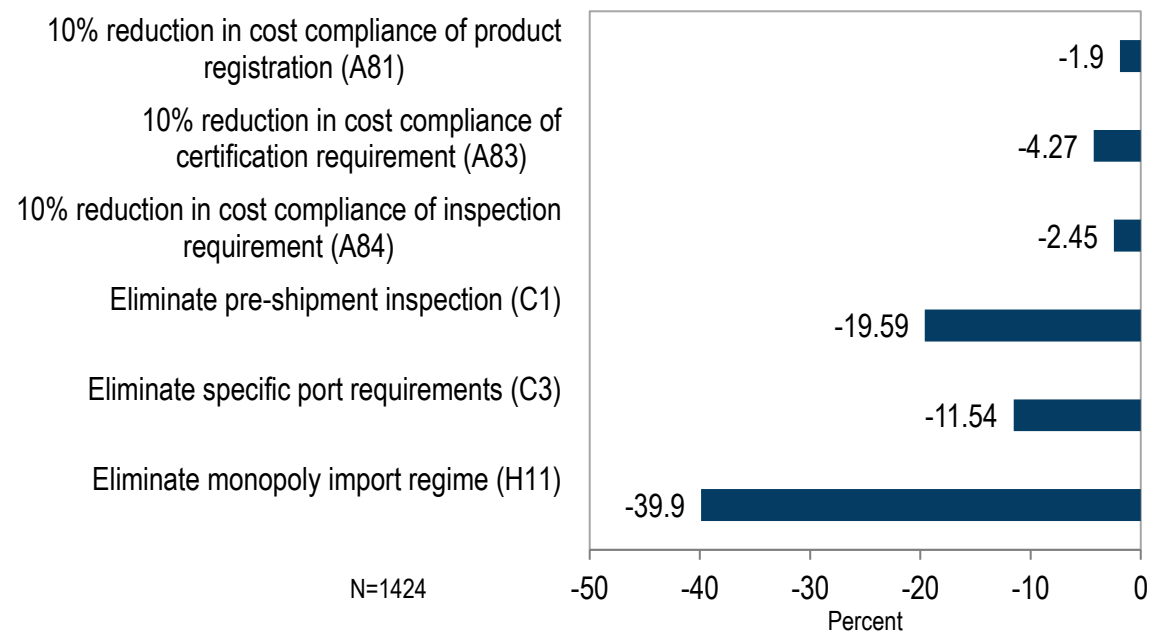 10% reduction in cost compliance of product
registration (A81)
-1.9
10% reduction in cost compliance of
certification requirement (A83)
-4.27
10% reduction in cost compliance of inspection
requirement (A84)
-2.45
Eliminate pre-shipment inspection (C1)
-19.59
Eliminate specific port requirements (C3)
-11.54
Eliminate monopoly import regime (H11)
-39.9
N=1424
-50 -40 -30 -20 -10 0
Percent